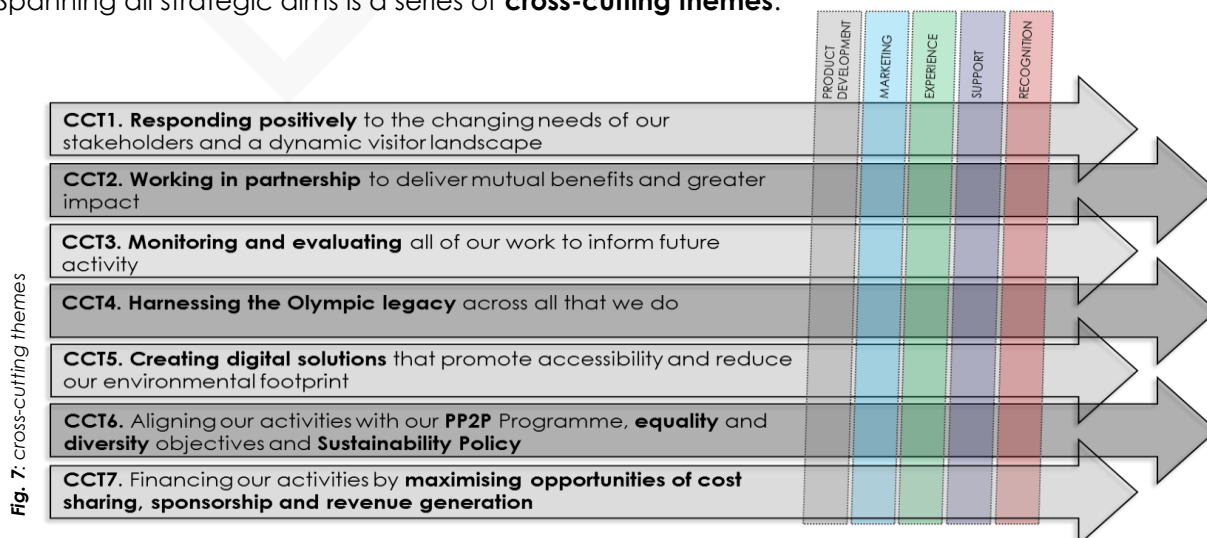 Spanning all strategic aims is a series of cross-cutting themes.
PRODUCT
DEVELOPMENT
MARKETING
EXPERIENCE
SUPPORT
RECOGNITION
CCT1. Responding positively to the changing needs of our
stakeholders and a dynamic visitor landscape
CCT2. Working in partnership to deliver mutual benefits and greater
impact
CCT3. Monitoring and evaluating all of our work to inform future
activity
CCT4. Harnessing the Olympic legacy across all that we do
CCT5. Creating digital solutions that promote accessibility and reduce
our environmental footprint
CCT6. Aligning our activities with our PP2P Programme, equality and
diversity objectives and Sustainability Policy
CCT7. Financing our activities by maximising opportunities of cost
sharing, sponsorship and revenue generation
Fig. 7: cross-cutting themes